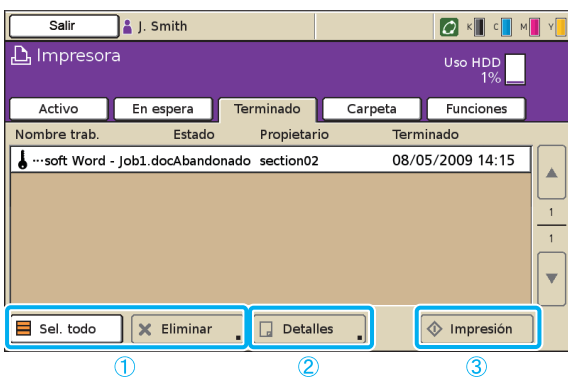 Salir J. Smith K C M Y
Impresora
Uso HDD
1%
Activo En espera Terminado Carpeta Funciones
Nombre trab. Estado Propietario Terminado
···soft Word - Job1.doc Abandonado section02 08/05/2009 14:15
1
1
Sel. todo Eliminar Detalles Impresión
① ② ③